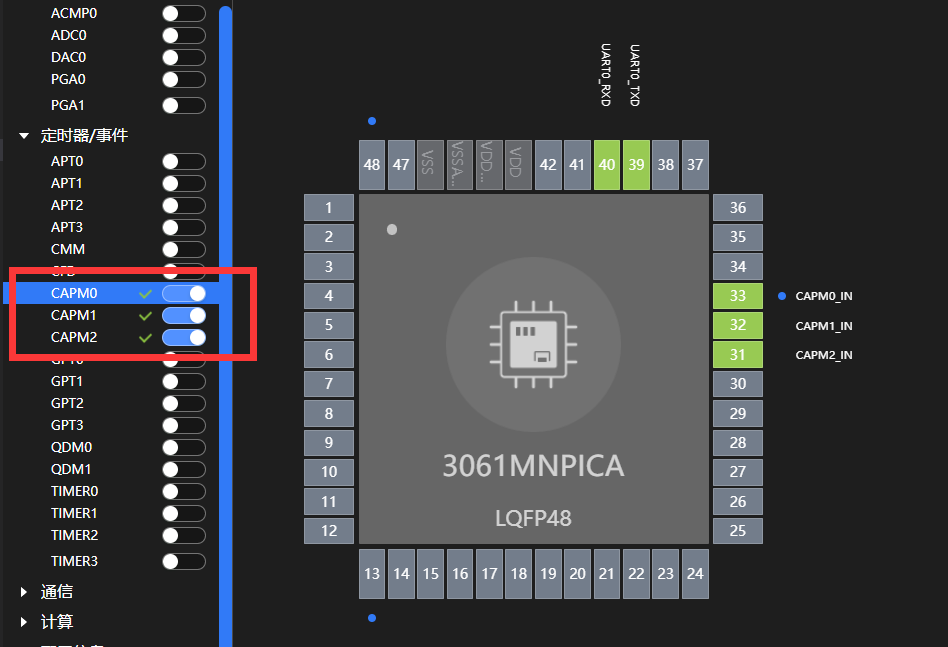 ACMP0
ADC0
DAC0
PGA0
PGA1
定时器/事件
APT0
APT1
APT2
APT3
CMM
CAPM0
CAPM1
CAPM2
GPT1
GPT2
GPT3
QDM0
QDM1
TIMER0
TIMER1
TIMER2
TIMER3
通信
计算
UART0_RXD
UART0_TXD
48 47 VSS VSSA... VDD... VDD 42 41 40 39 38 37
1
2
3
4
5
6
7
8
9
10
11
12
36
35
34
33 CAPM0_IN
32 CAPM1_IN
31 CAPM2_IN
30
29
28
27
26
25
3061MNPICA
LQFP48
13 14 15 16 17 18 19 20 21 22 23 24